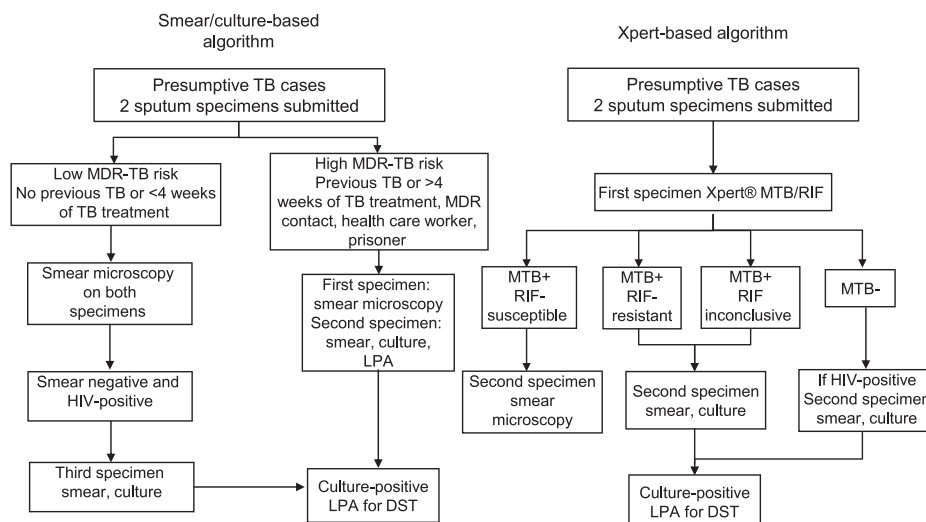 Smear/culture-based
algorithm
Presumptive TB cases
2 sputum specimens submitted
Low MDR-TB risk
No previous TB or <4 weeks
of TB treatment
High MDR-TB risk
Previous TB or >4
weeks of TB treatment, MDR
contact, health care worker,
prisoner
Smear microscopy
on both
specimens
First specimen:
smear microscopy
Second specimen:
smear, culture,
LPA
Smear negative and
HIV-positive
Third specimen
smear, culture
Culture-positive
LPA for DST
Xpert-based algorithm
Presumptive TB cases
2 sputum specimens submitted
First specimen Xpert® MTB/RIF
MTB+
RIF-
susceptible
MTB+
RIF-
resistant
MTB+
RIF
inconclusive
MTB-
Second specimen
smear
microscopy
Second specimen
smear, culture
If HIV-positive
Second specimen
smear, culture
Culture-positive
LPA for DST